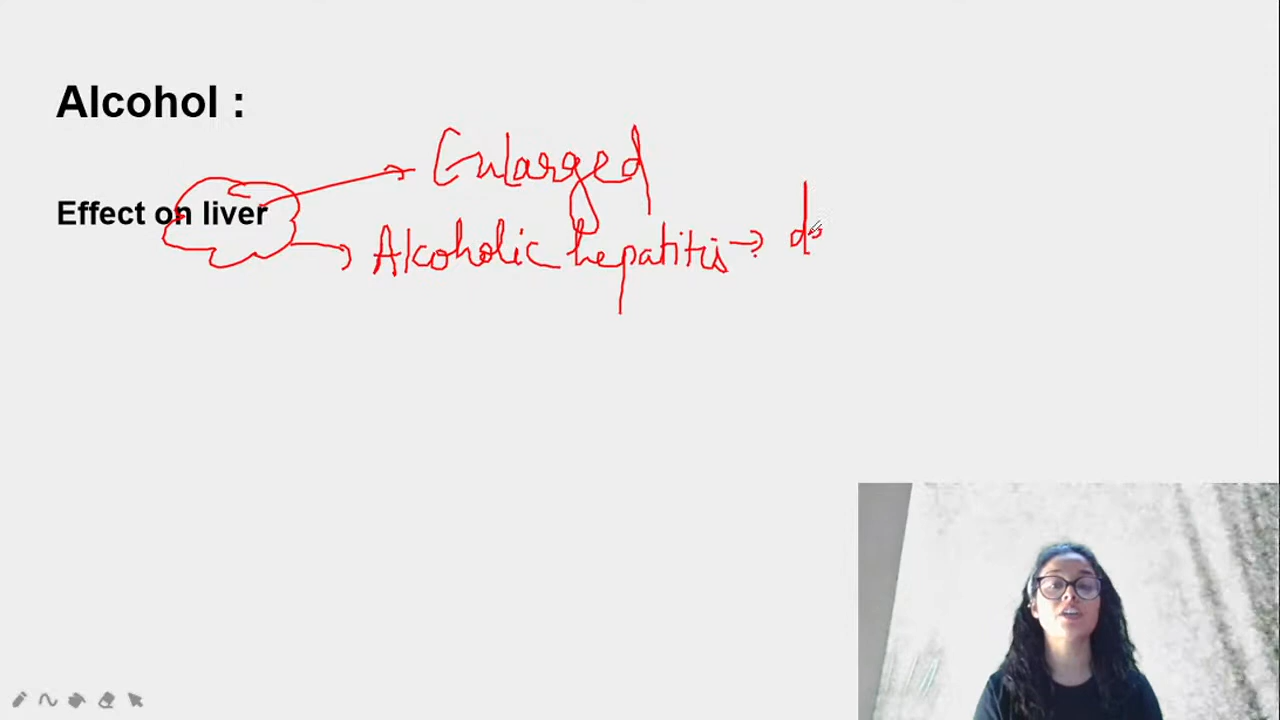 Alcohol :
Enlarged
Effect on liver
Alcoholic hepatitis →